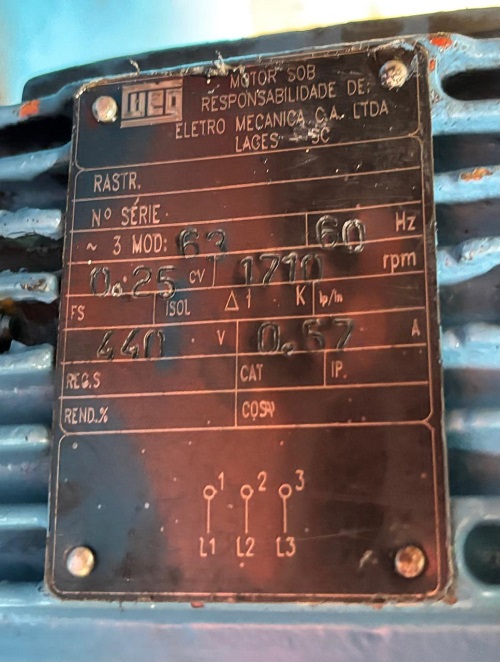 WEG
MOTOR SOB
RESPONSABILIDADE DE:
ELETRO MECANICA C.A. LTDA
LAGES - SC
RASTR.
Nº SÉRIE
~ 3 MOD: 63 60 Hz
0.25 CV 1710 rpm
FS ISOL Δt K Ip/In
440 V 0.57 A
REG.S CAT IP.
REND.% COSφ
1 2 3
L1 L2 L3